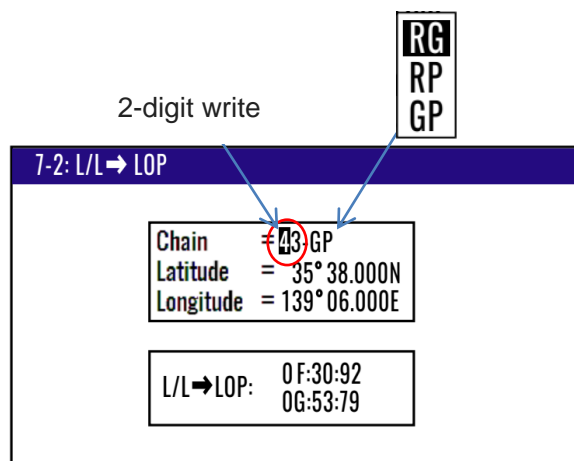 RG
RP
GP
2-digit write
7-2: L/L➡ LOP
Chain = 43-GP
Latitude = 35° 38.000N
Longitude = 139° 06.000E
L/L➡LOP: 0F:30:92
0G:53:79